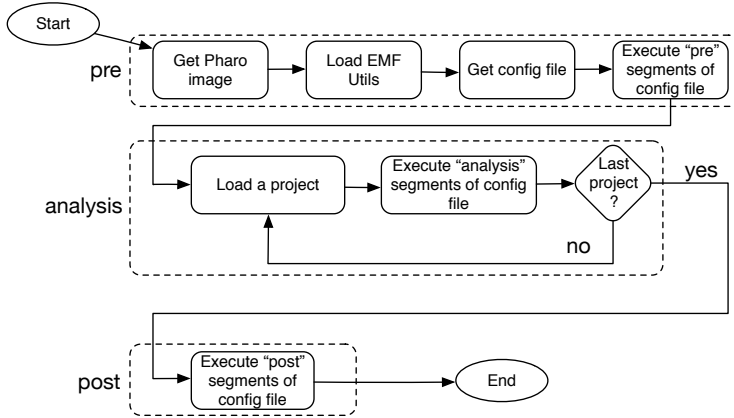 Start
pre
Get Pharo
image
Load EMF
Utils
Get config file
Execute “pre”
segments of
config file
analysis
Load a project
Execute “analysis”
segments of config
file
Last
project
?
yes
no
post
Execute “post”
segments of
config file
End